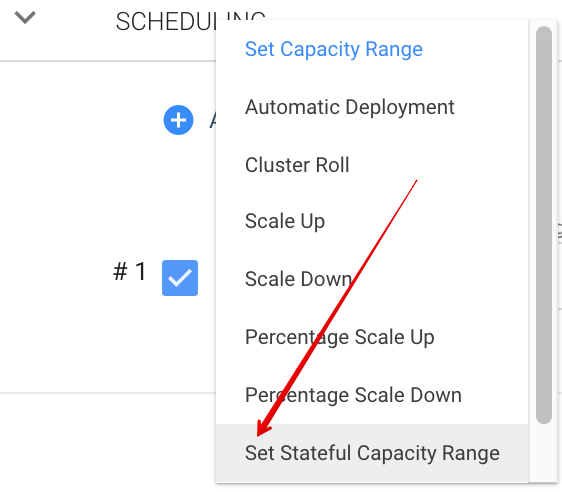 SCHEDULING
Set Capacity Range
Automatic Deployment
Cluster Roll
Scale Up
# 1
Scale Down
Percentage Scale Up
Percentage Scale Down
Set Stateful Capacity Range